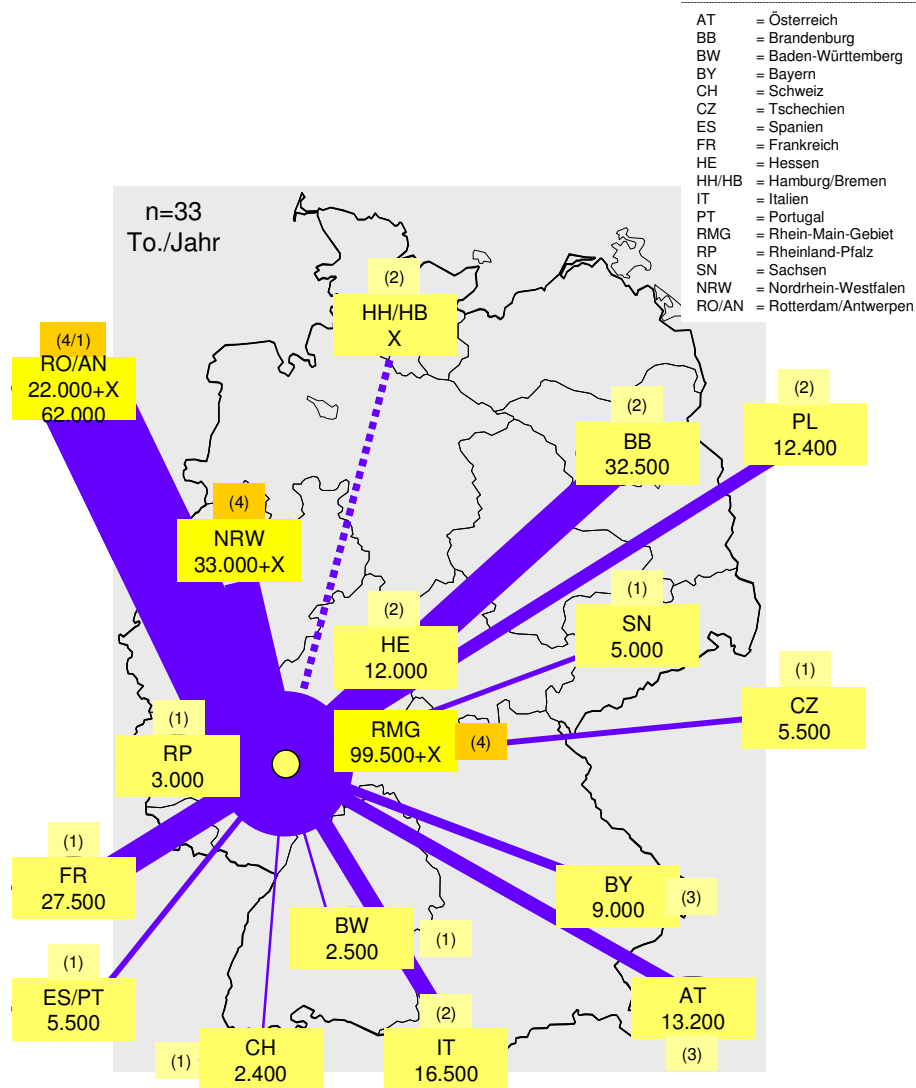 AT = Österreich
BB = Brandenburg
BW = Baden-Württemberg
BY = Bayern
CH = Schweiz
CZ = Tschechien
ES = Spanien
FR = Frankreich
HE = Hessen
HH/HB = Hamburg/Bremen
IT = Italien
PT = Portugal
RMG = Rhein-Main-Gebiet
RP = Rheinland-Pfalz
SN = Sachsen
NRW = Nordrhein-Westfalen
RO/AN = Rotterdam/Antwerpen
n=33
To./Jahr
(2)
HH/HB
X
(4/1)
RO/AN
22.000+X
62.000
(2)
PL
12.400
(2)
BB
32.500
(4)
NRW
33.000+X
(2)
HE
12.000
(1)
SN
5.000
(1)
CZ
5.500
(1)
RP
3.000
RMG
99.500+X
(4)
(1)
FR
27.500
BY
9.000
(3)
BW
2.500
(1)
(1)
ES/PT
5.500
AT
13.200
(3)
(1)
CH
2.400
(2)
IT
16.500